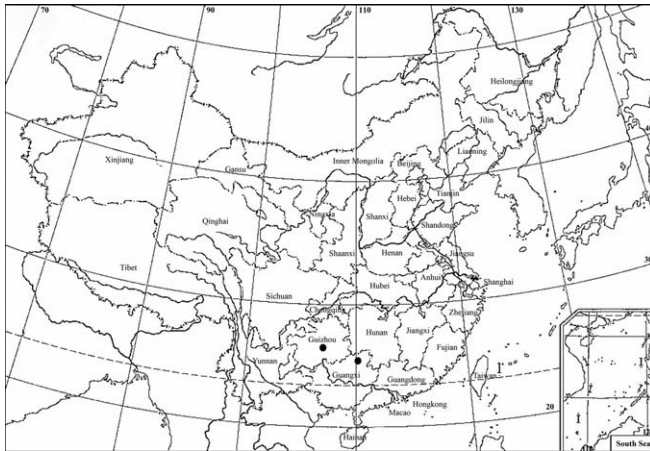 70
90
110
130
Heilongjiang
Jilin
Liaoning
Xinjiang
Gansu
Inner Mongolia
Beijing
Tianjin
Hebei
Ningxia
Shanxi
Qinghai
Shandong
Shaanxi
Henan
Jiangsu
Tibet
Anhui
Shanghai
Hubei
Sichuan
Chongqing
Zhejiang
Hunan
Jiangxi
Guizhou
Fujian
Yunnan
Guangxi
Guangdong
Taiwan
Hongkong
Macao
Hainan
30
20
South Sea